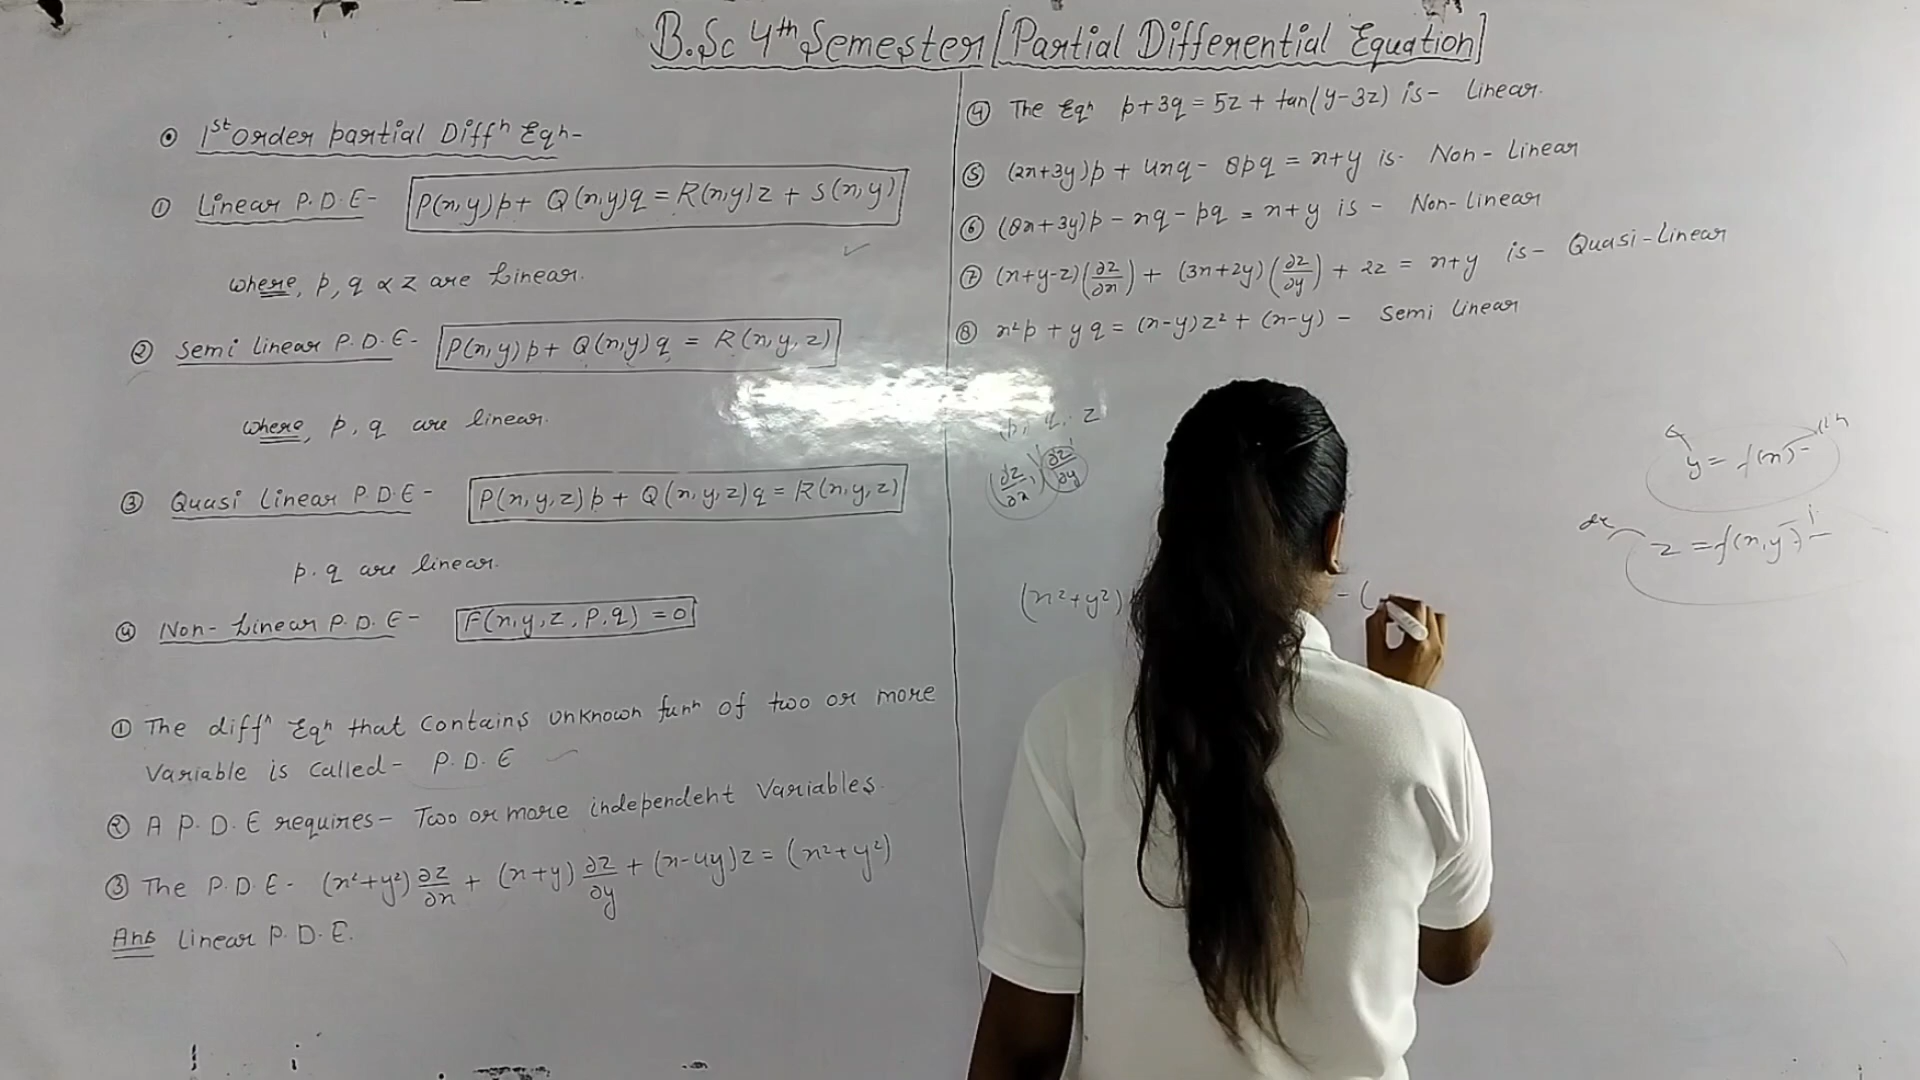 B.Sc 4th Semester [Partial Differential Equation]
1st Order partial Diffn Eqn-
① Linear P.D.E- P(x,y)p + Q(x,y)q = R(x,y)z + S(x,y)
where, p, q & z are Linear.
② Semi linear P.D.E- P(x,y)p + Q(x,y)q = R(x,y,z)
where, p, q are linear.
③ Quasi Linear P.D.E- P(x,y,z)p + Q(x,y,z)q = R(x,y,z)
p.q are linear.
④ Non-Linear P.D.E- F(x,y,z,P,q) = 0
① The diffn Eqn that Contains Unknown funn of two or more
Variable is Called- P.D.E
② A P.D.E requires- Two or more independent Variables.
③ The P.D.E- (x²+y²) ∂z/∂x + (x+y) ∂z/∂y + (x-4y)z = (x²+y²)
Ans Linear P.D.E.
④ The Eqn p+3q = 5z + tan(y-3z) is- Linear.
⑤ (2x+3y)p + 4xq - 8pq = x+y is- Non-Linear
⑥ (8x+3y)p - xq - pq = x+y is- Non-Linear
⑦ (x+y-z)(∂z/∂x) + (3x+2y)(∂z/∂y) + 2z = x+y is- Quasi-Linear
⑧ x²p + yq = (x-y)z² + (x-y) - Semi Linear
p, q, z
(∂z/∂x, ∂z/∂y)
(x²+y²)
- (
y = f(x)-
z = f(x,y)-